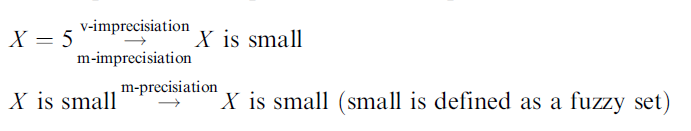 X = 5 v-imprecisiation → m-imprecisiation X is small
X is small m-precisiation → X is small (small is defined as a fuzzy set)